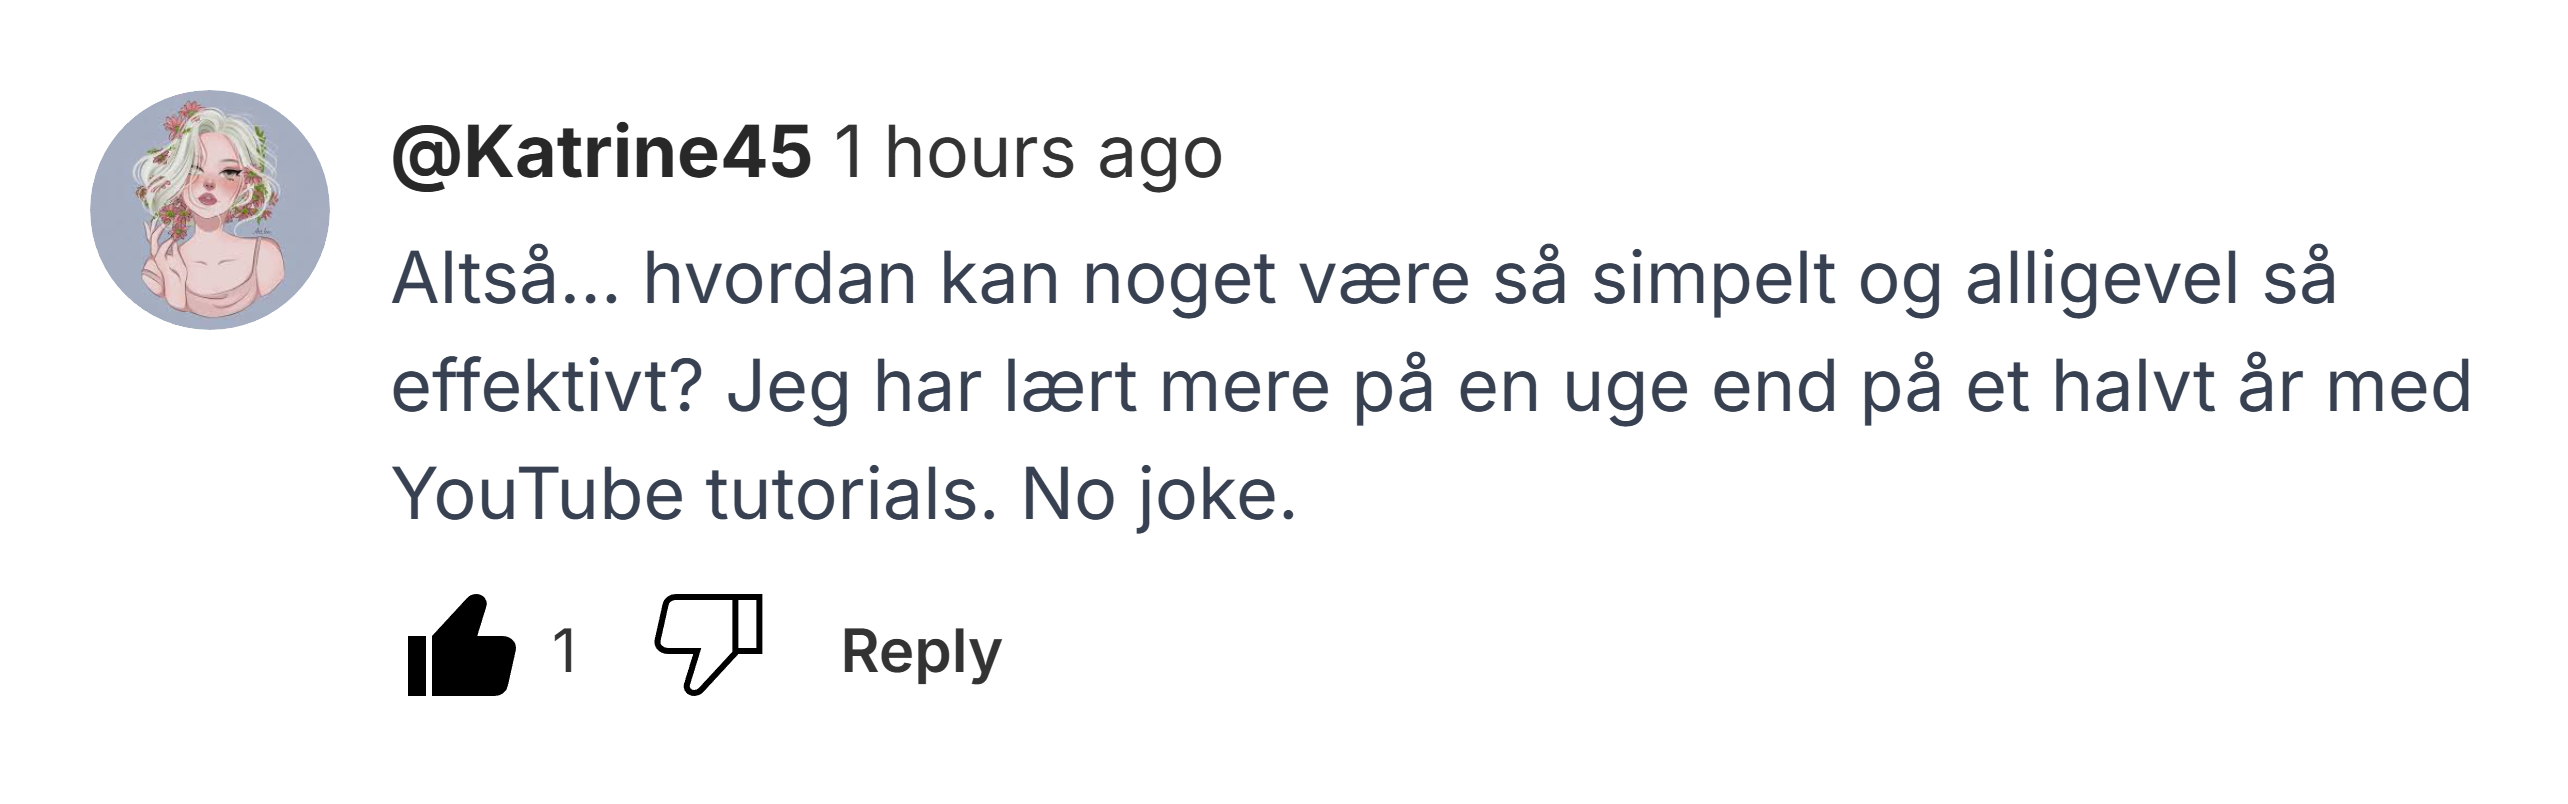 @Katrine45 1 hours ago
Altså... hvordan kan noget være så simpelt og alligevel så
effektivt? Jeg har lært mere på en uge end på et halvt år med
YouTube tutorials. No joke.
1 Reply